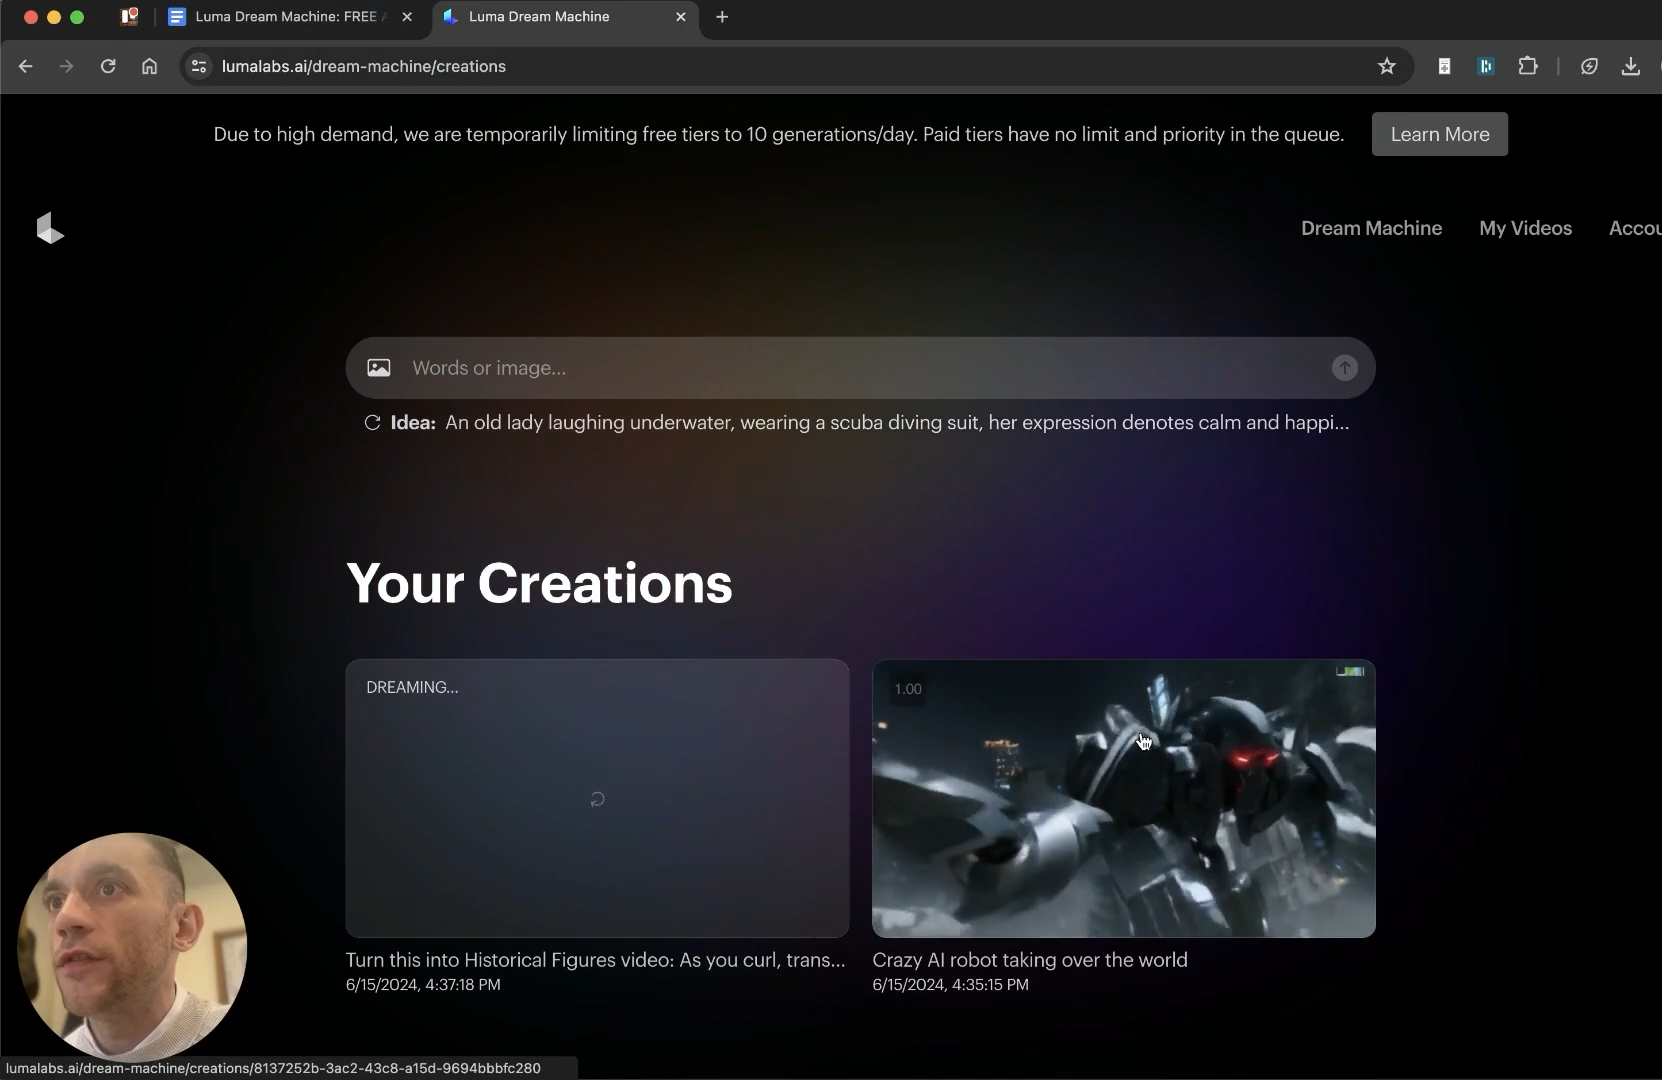 Luma Dream Machine: FREE
Luma Dream Machine
lumalabs.ai/dream-machine/creations
Due to high demand, we are temporarily limiting free tiers to 10 generations/day. Paid tiers have no limit and priority in the queue.
Learn More
Dream Machine
My Videos
Accou
Words or image...
Idea: An old lady laughing underwater, wearing a scuba diving suit, her expression denotes calm and happi...
Your Creations
DREAMING...
1.00
Turn this into Historical Figures video: As you curl, trans...
Crazy AI robot taking over the world
6/15/2024, 4:37:18 PM
6/15/2024, 4:35:15 PM
lumalabs.ai/dream-machine/creations/8137252b-3ac2-43c8-a15d-9694bbbfc280